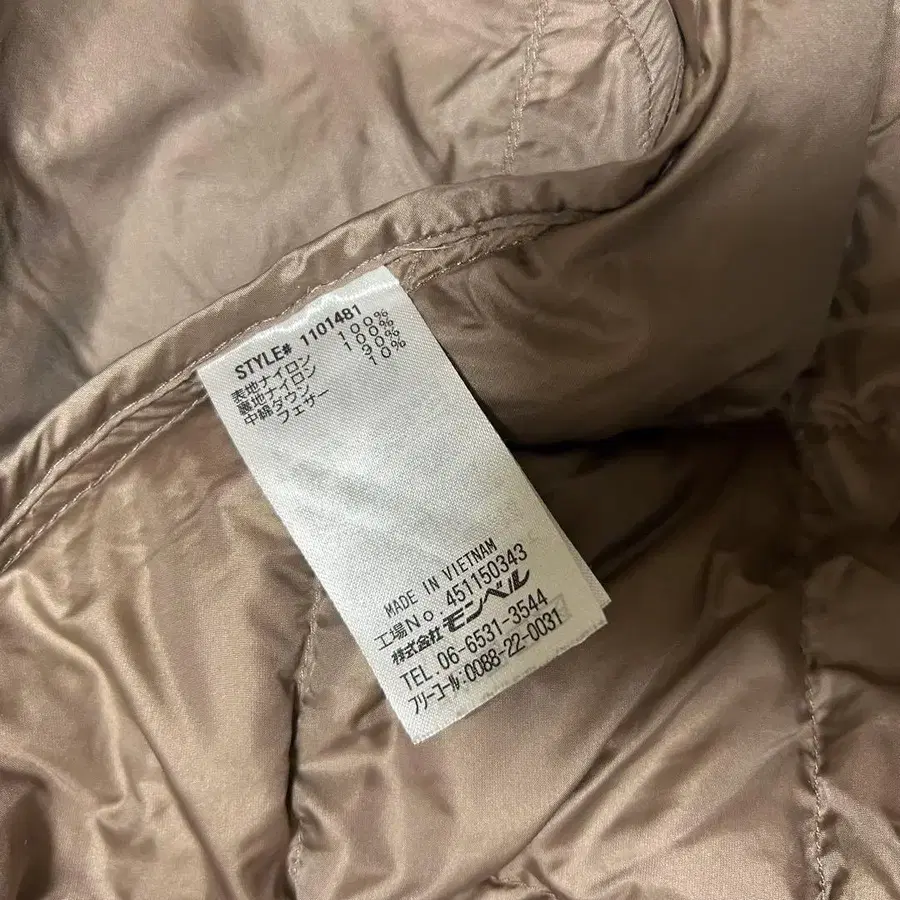 STYLE# 1101481
表地ナイロン 100%
裏地ナイロン 100%
中綿ダウン 90%
フェザー 10%
MADE IN VIETNAM
工場No. 451150343
株式会社モンベル
TEL. 06-6531-3544
フリーコール:0088-22-0031